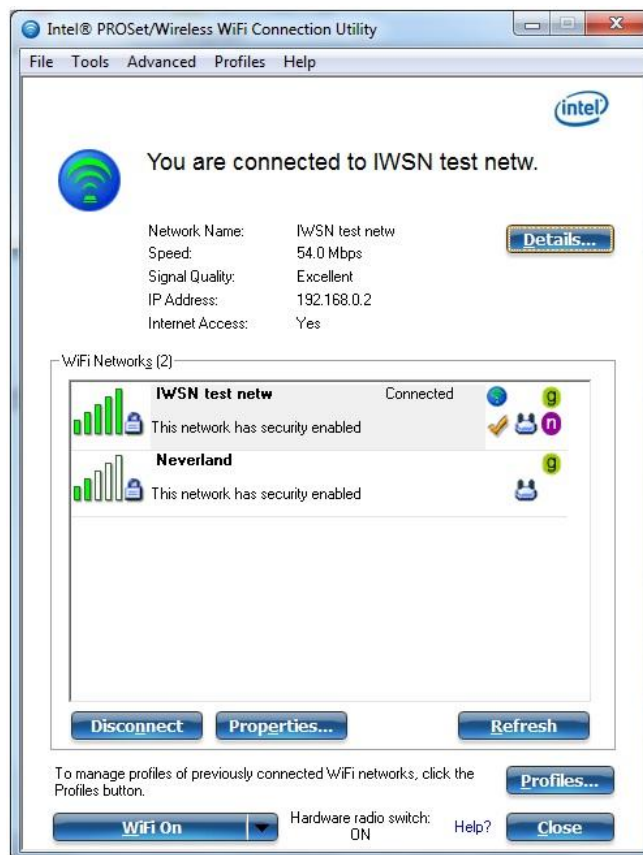 Intel® PROSet/Wireless WiFi Connection Utility
File Tools Advanced Profiles Help
intel
You are connected to IWSN test netw.
Network Name: IWSN test netw
Details...
Speed: 54.0 Mbps
Signal Quality: Excellent
IP Address: 192.168.0.2
Internet Access: Yes
WiFi Networks (2)
IWSN test netw Connected g
This network has security enabled n
Neverland g
This network has security enabled
Disconnect Properties... Refresh
To manage profiles of previously connected WiFi networks, click the
Profiles button.
Profiles...
WiFi On Hardware radio switch:
ON Help? Close